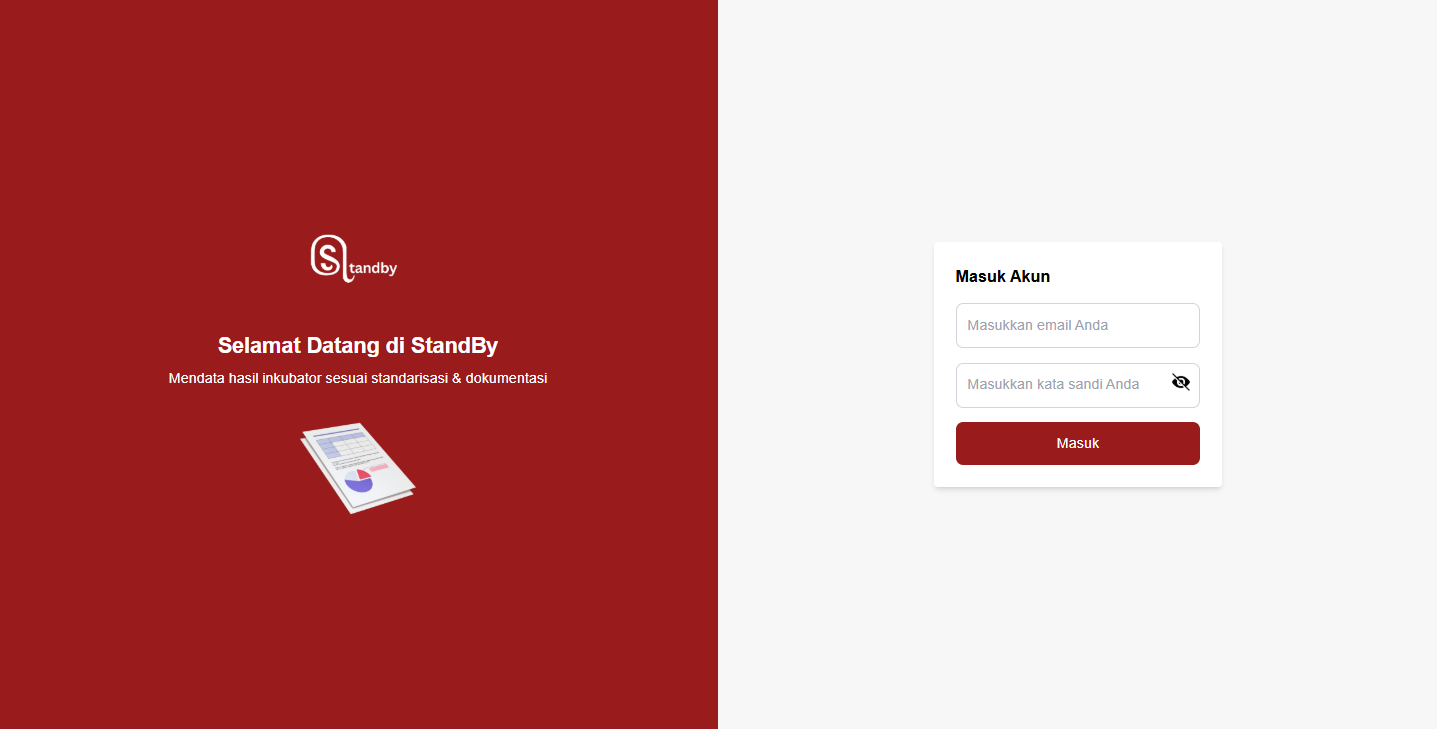 Standby
Selamat Datang di StandBy
Mendata hasil inkubator sesuai standarisasi & dokumentasi
Masuk Akun
Masukkan email Anda
Masukkan kata sandi Anda
Masuk